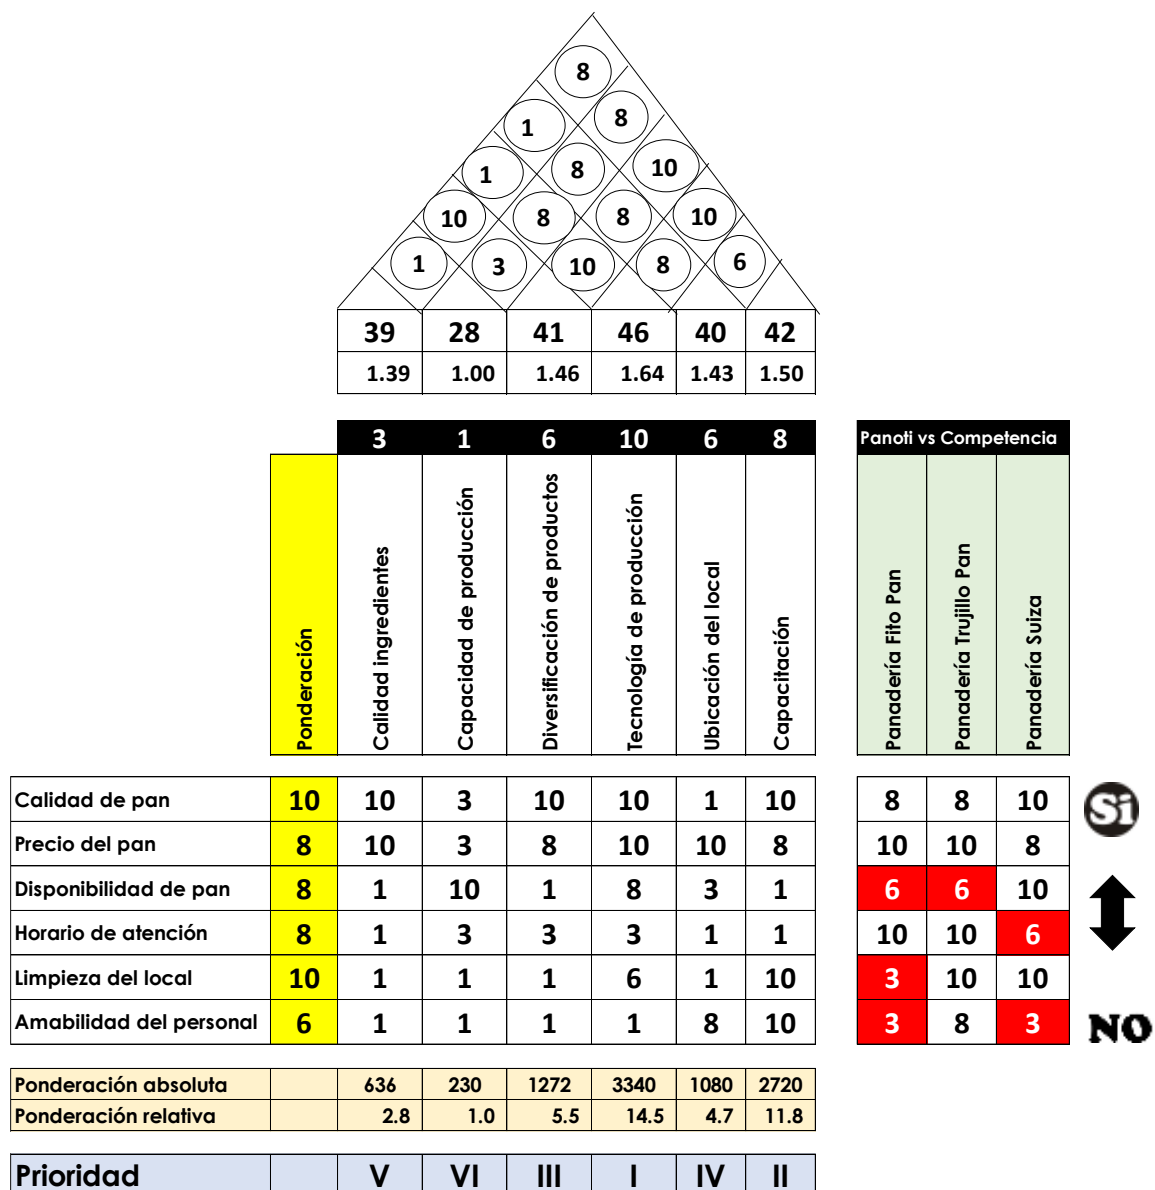 8
1 8
1 8 10
10 8 8 10
1 3 10 8 6
39 28 41 46 40 42
1.39 1.00 1.46 1.64 1.43 1.50
3 1 6 10 6 8 Panoti vs Competencia
Ponderación
Calidad ingredientes
Capacidad de producción
Diversificación de productos
Tecnología de producción
Ubicación del local
Capacitación
Panadería Fito Pan
Panadería Trujillo Pan
Panadería Suiza
Calidad de pan 10 10 3 10 10 1 10 8 8 10 Si
Precio del pan 8 10 3 8 10 10 8 10 10 8
Disponibilidad de pan 8 1 10 1 8 3 1 6 6 10
Horario de atención 8 1 3 3 3 1 1 10 10 6
Limpieza del local 10 1 1 1 6 1 10 3 10 10
Amabilidad del personal 6 1 1 1 1 8 10 3 8 3 NO
Ponderación absoluta 636 230 1272 3340 1080 2720
Ponderación relativa 2.8 1.0 5.5 14.5 4.7 11.8
Prioridad V VI III I IV II